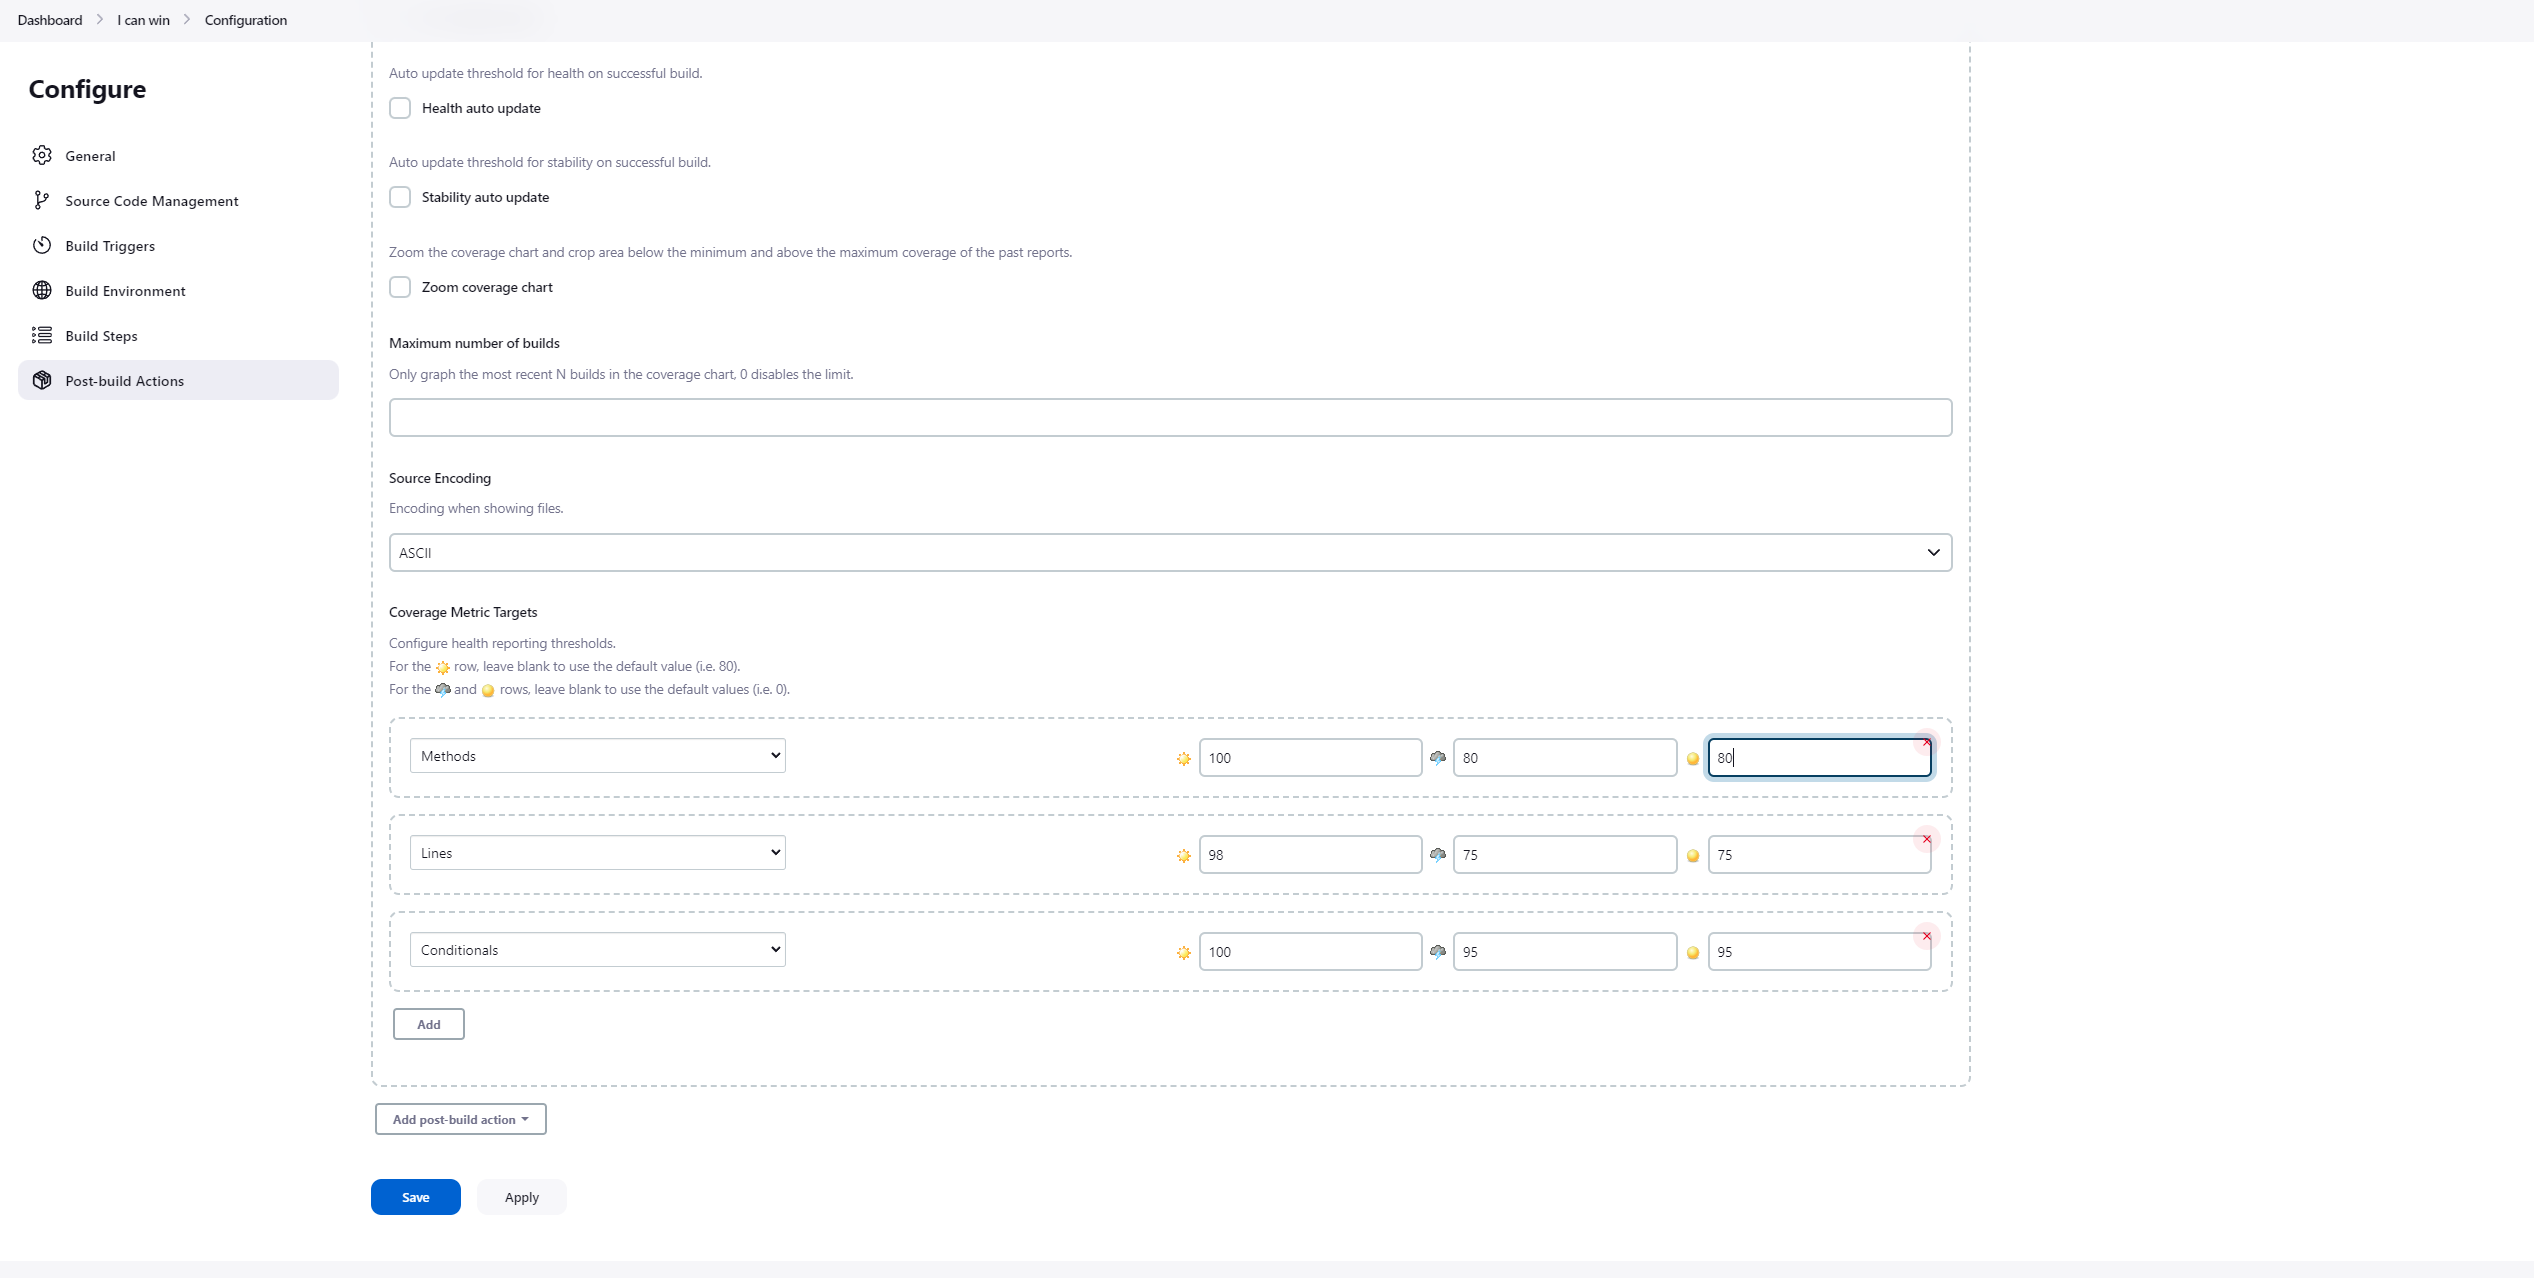 Dashboard
I can win
Configuration
Configure
General
Source Code Management
Build Triggers
Build Environment
Build Steps
Post-build Actions
Auto update threshold for health on successful build.
Health auto update
Auto update threshold for stability on successful build.
Stability auto update
Zoom the coverage chart and crop area below the minimum and above the maximum coverage of the past reports.
Zoom coverage chart
Maximum number of builds
Only graph the most recent N builds in the coverage chart, 0 disables the limit.
Source Encoding
Encoding when showing files.
ASCII
Coverage Metric Targets
Configure health reporting thresholds.
For the row, leave blank to use the default value (i.e. 80).
For the and rows, leave blank to use the default values (i.e. 0).
Methods 100 80 80
Lines 98 75 75
Conditionals 100 95 95
Add
Add post-build action
Save Apply